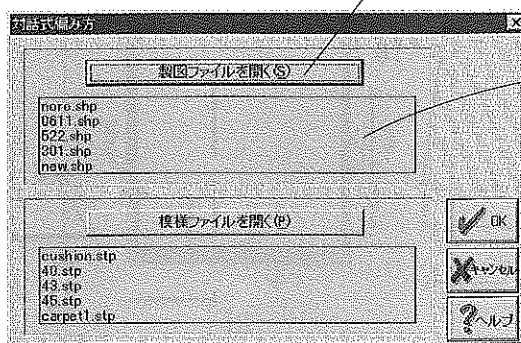 対話式編み方
製図ファイルを開く(S)
noro.shp
0611.shp
522.shp
301.shp
new.shp
模様ファイルを開く(P)
cushion.stp
40.stp
43.stp
45.stp
carpet1.stp
OK
キャンセル
ヘルプ